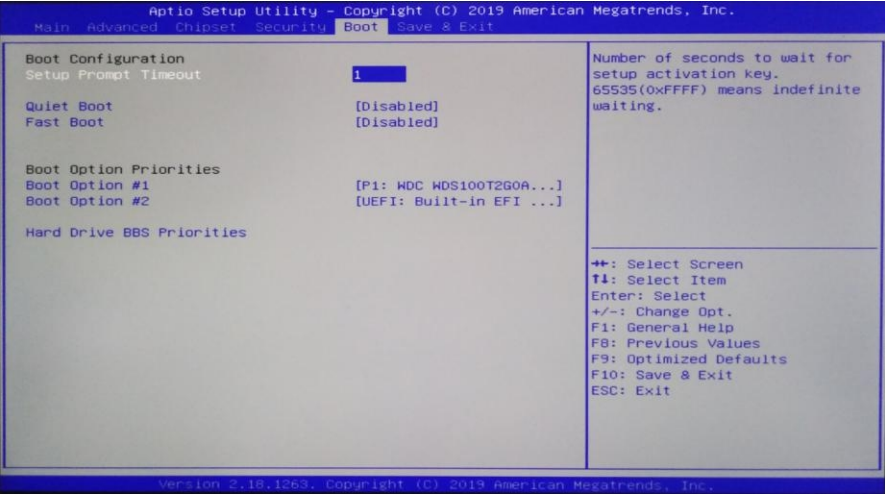 Aptio Setup Utility – Copyright (C) 2019 American Megatrends, Inc.
Main Advanced Chipset Security Boot Save & Exit
Boot Configuration
Setup Prompt Timeout 1
Quiet Boot [Disabled]
Fast Boot [Disabled]
Boot Option Priorities
Boot Option #1 [P1: WDC WDS100T2G0A...]
Boot Option #2 [UEFI: Built-in EFI ...]
Hard Drive BBS Priorities
Number of seconds to wait for
setup activation key.
65535(0xFFFF) means indefinite
waiting.
→←: Select Screen
↑↓: Select Item
Enter: Select
+/-: Change Opt.
F1: General Help
F8: Previous Values
F9: Optimized Defaults
F10: Save & Exit
ESC: Exit
Version 2.18.1263. Copyright (C) 2019 American Megatrends, Inc.